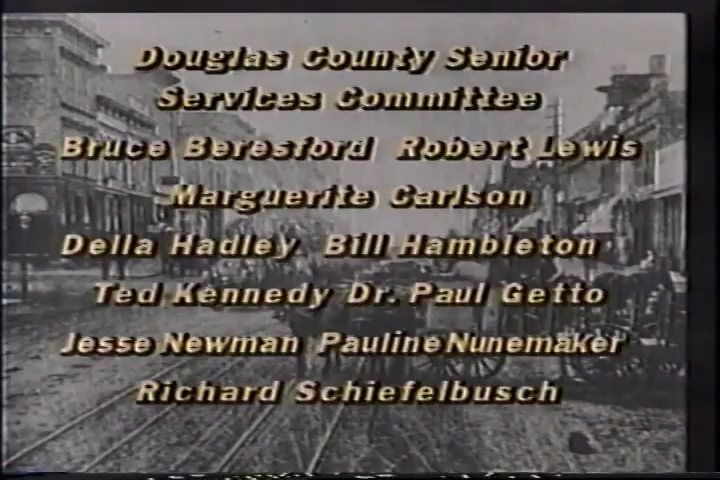 Douglas County Senior
Services Committee
Bruce Beresford Robert Lewis
Marguerite Carlson
Della Hadley Bill Hambleton
Ted Kennedy Dr. Paul Getto
Jesse Newman Pauline Nunemaker
Richard Schiefelbusch